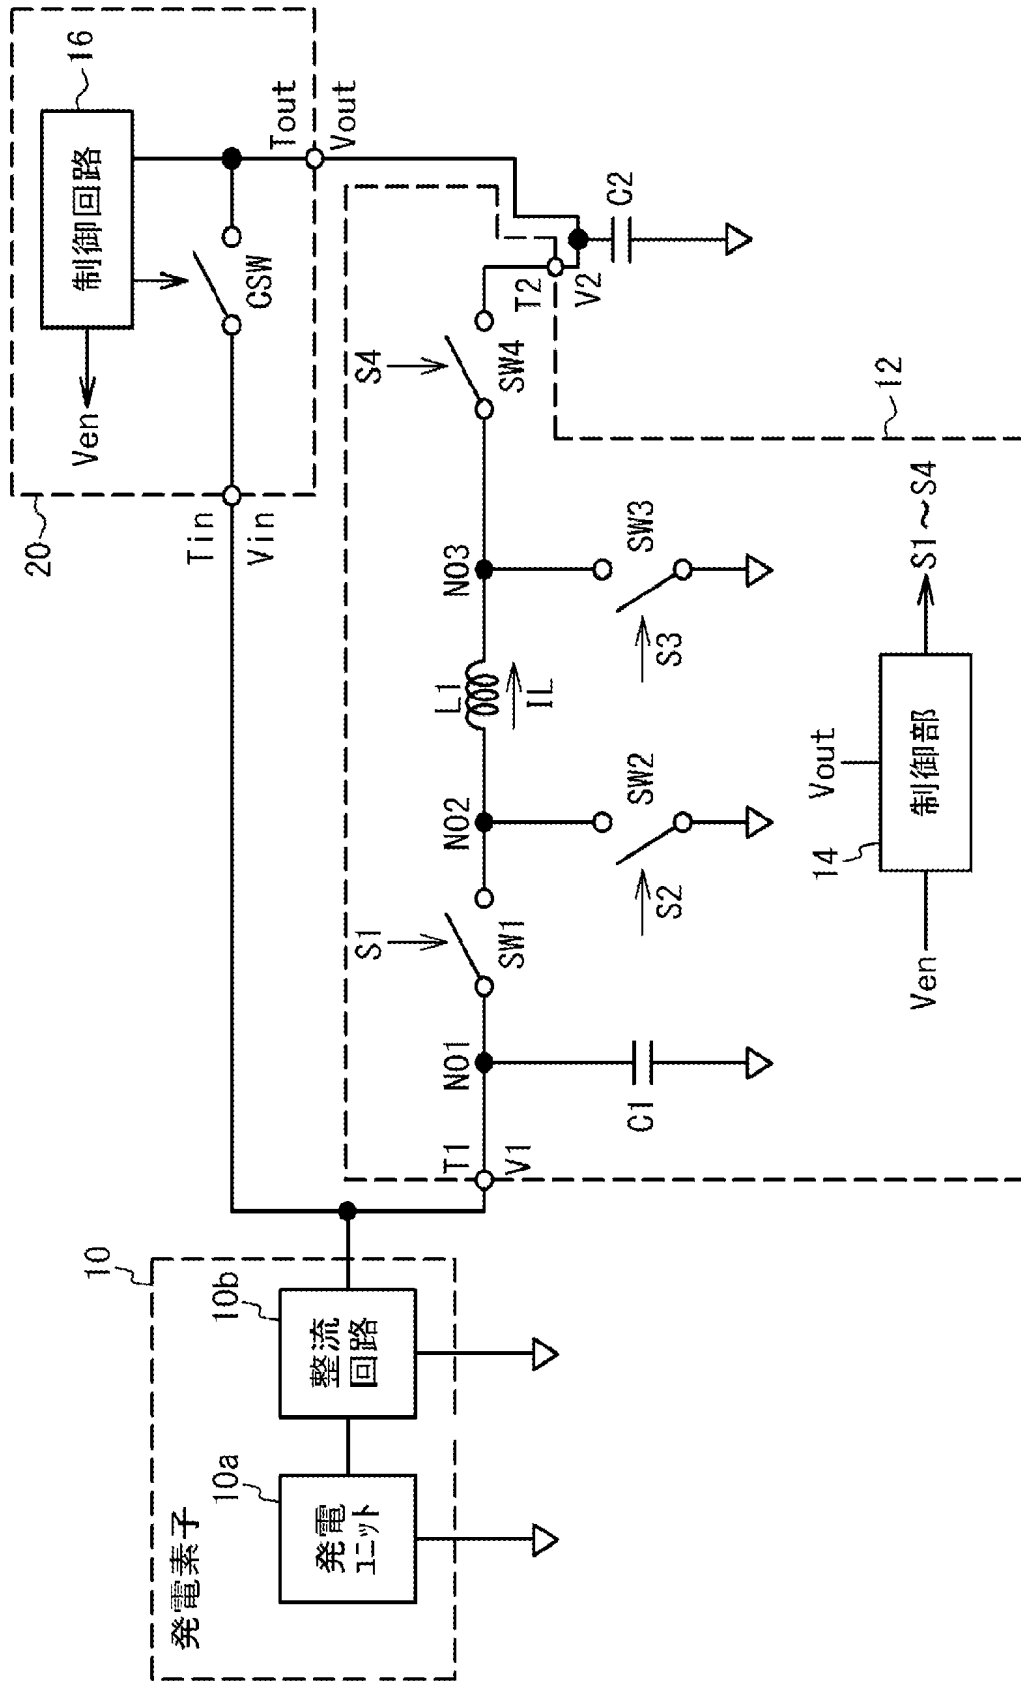 発電素子
10
10a
発電
ユニット
10b
整流
回路
20
Tin
Vin
Ven
制御回路
16
CSW
Tout
Vout
T1
V1
NO1
C1
S1
SW1
NO2
S2
SW2
L1
IL
NO3
S3
SW3
S4
SW4
T2
V2
C2
12
Ven
14
制御部
Vout
S1~S4